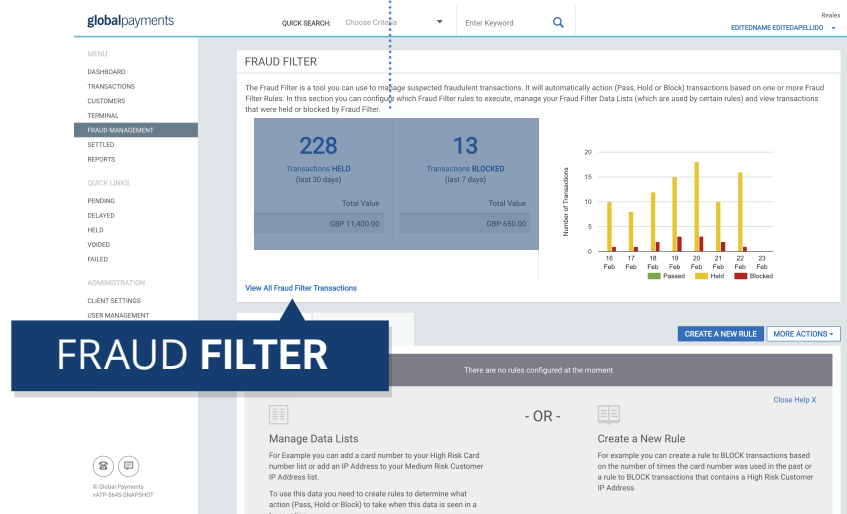 globalpayments
QUICK SEARCH: Choose Criteria Enter Keyword
Realex
EDITEDNAME EDITEDAPELLIDO
MENU
DASHBOARD
TRANSACTIONS
CUSTOMERS
TERMINAL
FRAUD MANAGEMENT
SETTLED
REPORTS
QUICK LINKS
PENDING
DELAYED
HELD
VOIDED
FAILED
ADMINISTRATION
CLIENT SETTINGS
USER MANAGEMENT
© Global Payments
vATP-5645-SNAPSHOT
FRAUD FILTER
The Fraud Filter is a tool you can use to manage suspected fraudulent transactions. It will automatically action (Pass, Hold or Block) transactions based on one or more Fraud
Filter Rules. In this section you can configure which Fraud Filter rules to execute, manage your Fraud Filter Data Lists (which are used by certain rules) and view transactions
that were held or blocked by Fraud Filter.
228
Transactions HELD
(last 30 days)
Total Value
GBP 11,400.00
13
Transactions BLOCKED
(last 7 days)
Total Value
GBP 650.00
Number of Transactions
20
15
10
5
0
16 17 18 19 20 21 22 23
Feb Feb Feb Feb Feb Feb Feb Feb
Passed Held Blocked
View All Fraud Filter Transactions
FRAUD FILTER
CREATE A NEW RULE MORE ACTIONS
There are no rules configured at the moment
Close Help X
- OR -
Manage Data Lists
For Example you can add a card number to your High Risk Card
number list or add an IP Address to your Medium Risk Customer
IP Address list.
To use this data you need to create rules to determine what
action (Pass, Hold or Block) to take when this data is seen in a
Create a New Rule
For example you can create a rule to BLOCK transactions based
on the number of times the card number was used in the past or
a rule to BLOCK transactions that contains a High Risk Customer
IP Address.